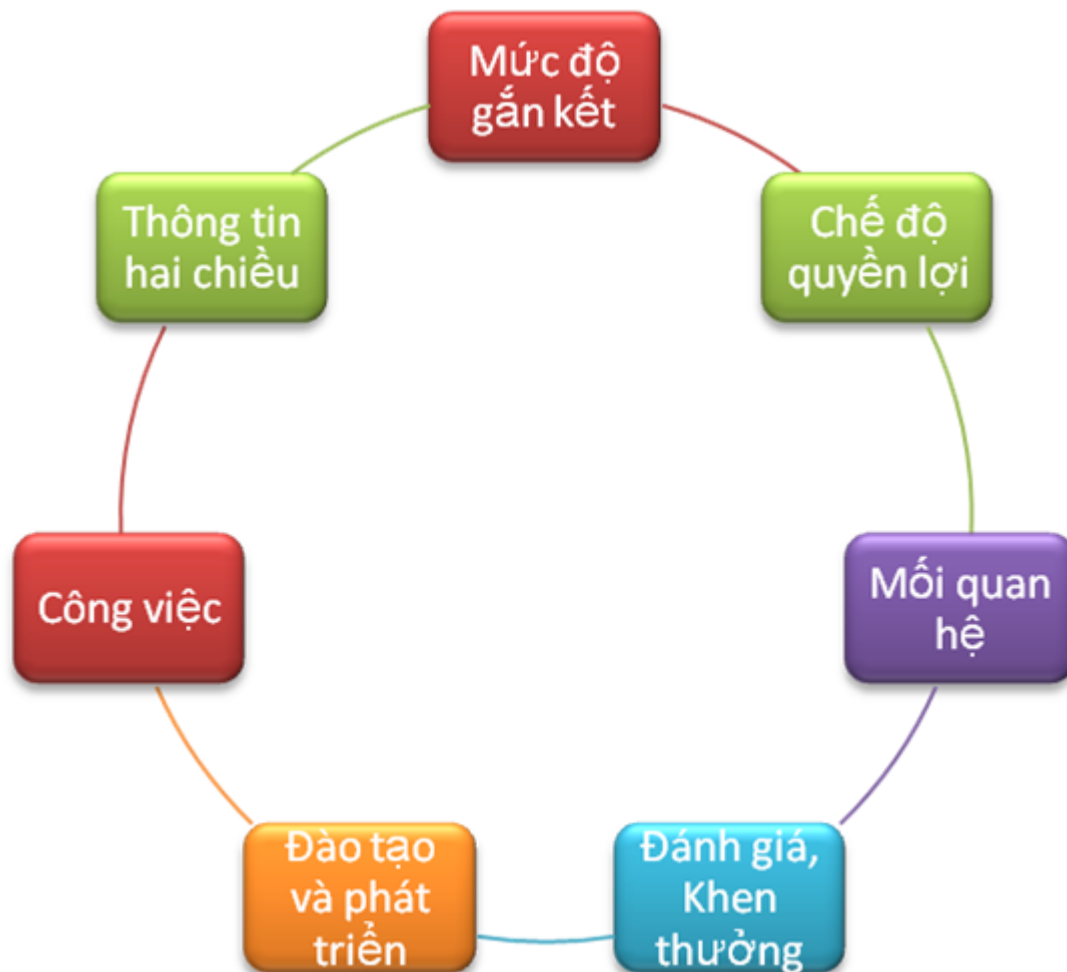 Mức độ
gắn kết
Chế độ
quyền lợi
Mối quan
hệ
Đánh giá,
Khen
thưởng
Đào tạo
và phát
triển
Công việc
Thông tin
hai chiều